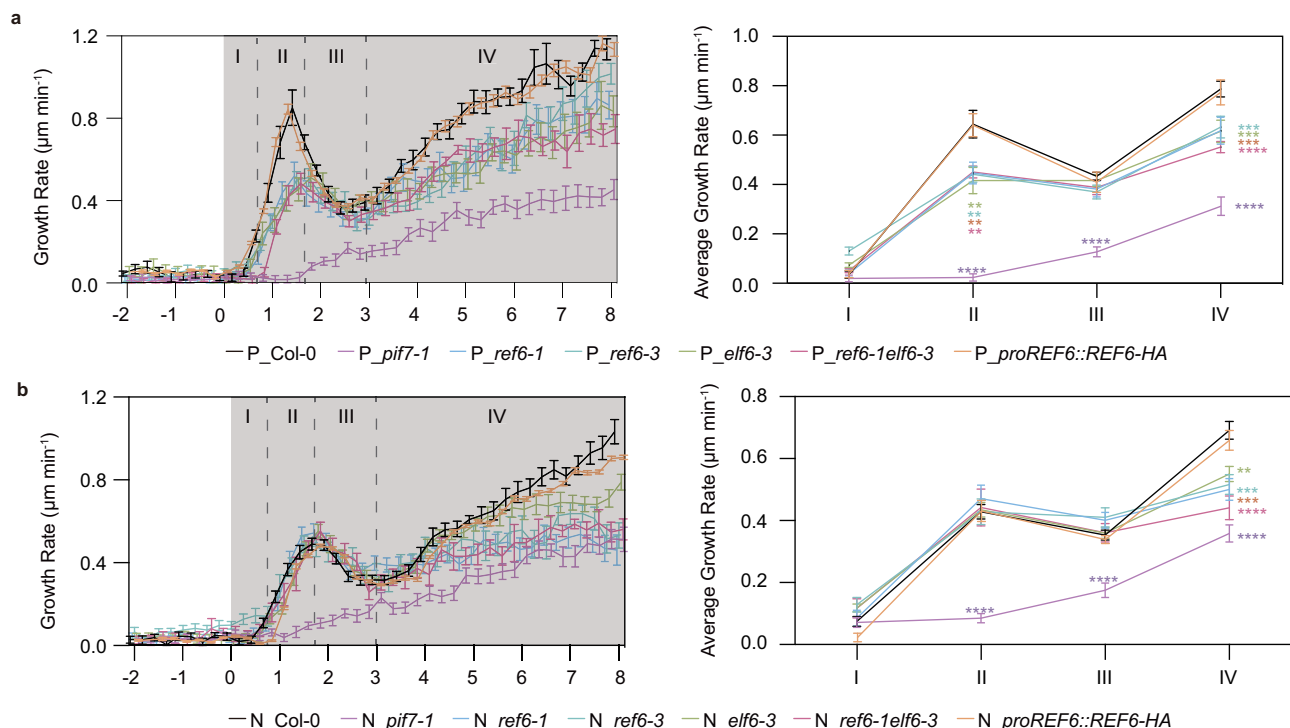 a
Growth Rate (µm min⁻¹)
1.2
0.8
0.4
0.0
I II III IV
-2 -1 0 1 2 3 4 5 6 7 8
Average Growth Rate (µm min⁻¹)
1.0
0.8
0.6
0.4
0.2
0.0
**
**
**
**
****
****
***
***
***
****
****
I II III IV
P_Col-0 P_pif7-1 P_ref6-1 P_ref6-3 P_elf6-3 P_ref6-1elf6-3 P_proREF6::REF6-HA
b
Growth Rate (µm min⁻¹)
1.2
0.8
0.4
0.0
I II III IV
-2 -1 0 1 2 3 4 5 6 7 8
Average Growth Rate (µm min⁻¹)
0.8
0.6
0.4
0.2
0.0
****
****
**
***
***
****
****
I II III IV
N_Col-0 N_pif7-1 N_ref6-1 N_ref6-3 N_elf6-3 N_ref6-1elf6-3 N_proREF6::REF6-HA